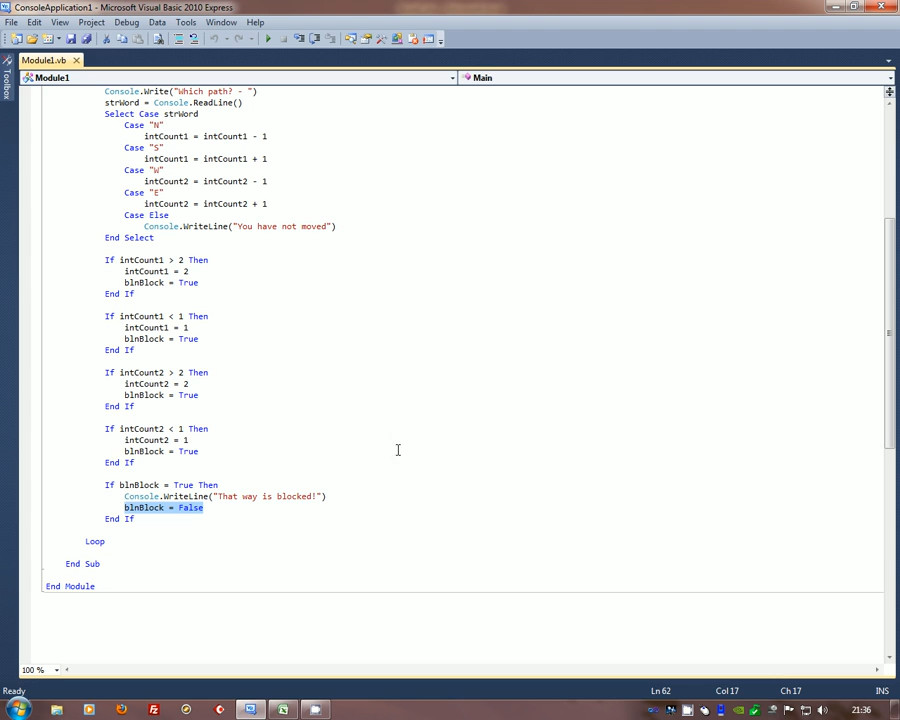 ConsoleApplication1 - Microsoft Visual Basic 2010 Express
File Edit View Project Debug Data Tools Window Help
Module1.vb
Toolbox
Module1
Main
Console.Write("Which path? - ")
strWord = Console.ReadLine()
Select Case strWord
Case "N"
intCount1 = intCount1 - 1
Case "S"
intCount1 = intCount1 + 1
Case "W"
intCount2 = intCount2 - 1
Case "E"
intCount2 = intCount2 + 1
Case Else
Console.WriteLine("You have not moved")
End Select
If intCount1 > 2 Then
intCount1 = 2
blnBlock = True
End If
If intCount1 < 1 Then
intCount1 = 1
blnBlock = True
End If
If intCount2 > 2 Then
intCount2 = 2
blnBlock = True
End If
If intCount2 < 1 Then
intCount2 = 1
blnBlock = True
End If
If blnBlock = True Then
Console.WriteLine("That way is blocked!")
blnBlock = False
End If
Loop
End Sub
End Module
100 %
Ready
Ln 62
Col 17
Ch 17
INS
21:36